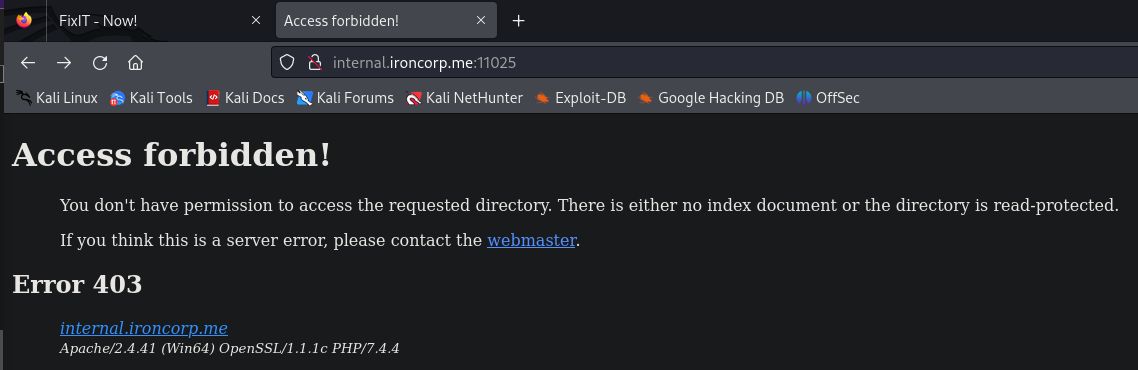 FixIT - Now!
Access forbidden!
internal.ironcorp.me:11025
Kali Linux
Kali Tools
Kali Docs
Kali Forums
Kali NetHunter
Exploit-DB
Google Hacking DB
OffSec
Access forbidden!
You don't have permission to access the requested directory. There is either no index document or the directory is read-protected.
If you think this is a server error, please contact the webmaster.
Error 403
internal.ironcorp.me
Apache/2.4.41 (Win64) OpenSSL/1.1.1c PHP/7.4.4